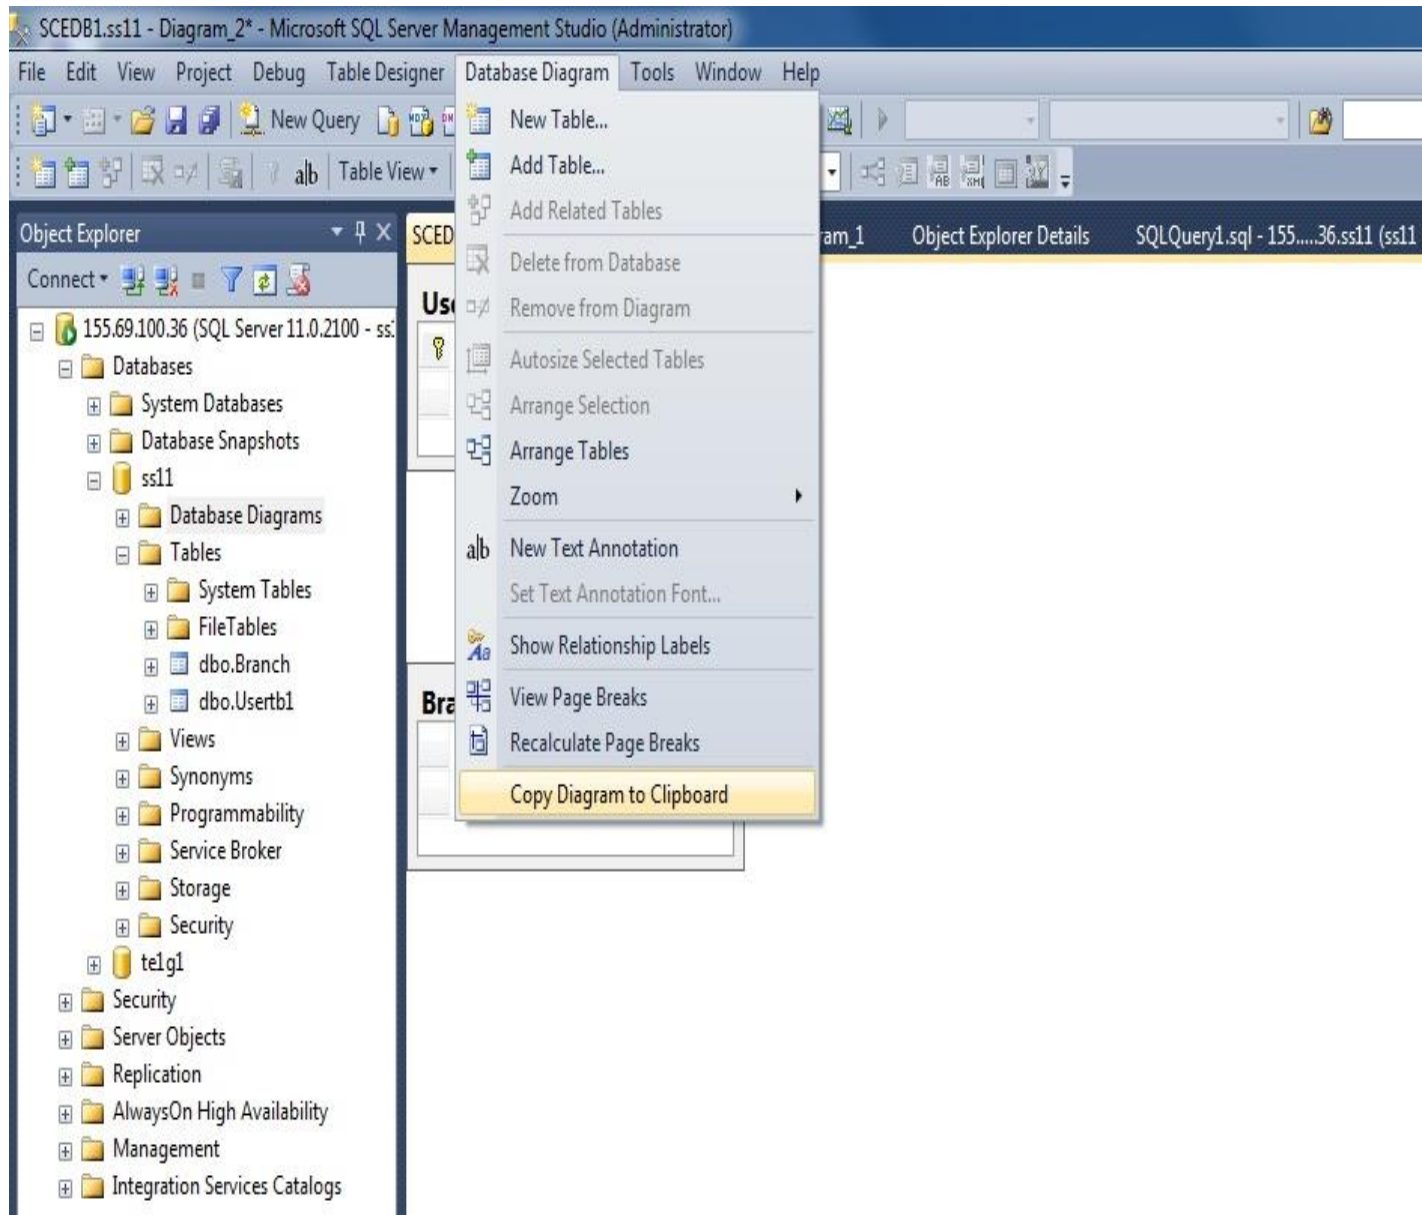 SCEDB1.ss11 - Diagram_2* - Microsoft SQL Server Management Studio (Administrator)
File Edit View Project Debug Table Designer Database Diagram Tools Window Help
New Query
Table View
New Table...
Add Table...
Add Related Tables
Delete from Database
Remove from Diagram
Autosize Selected Tables
Arrange Selection
Arrange Tables
Zoom
ab New Text Annotation
Set Text Annotation Font...
Show Relationship Labels
View Page Breaks
Recalculate Page Breaks
Copy Diagram to Clipboard
Object Explorer
Connect
155.69.100.36 (SQL Server 11.0.2100 - ss
Databases
System Databases
Database Snapshots
ss11
Database Diagrams
Tables
System Tables
FileTables
dbo.Branch
dbo.Usertb1
Views
Synonyms
Programmability
Service Broker
Storage
Security
te1g1
Security
Server Objects
Replication
AlwaysOn High Availability
Management
Integration Services Catalogs
SCED
ram_1 Object Explorer Details SQLQuery1.sql - 155.....36.ss11 (ss11
Use
Bra